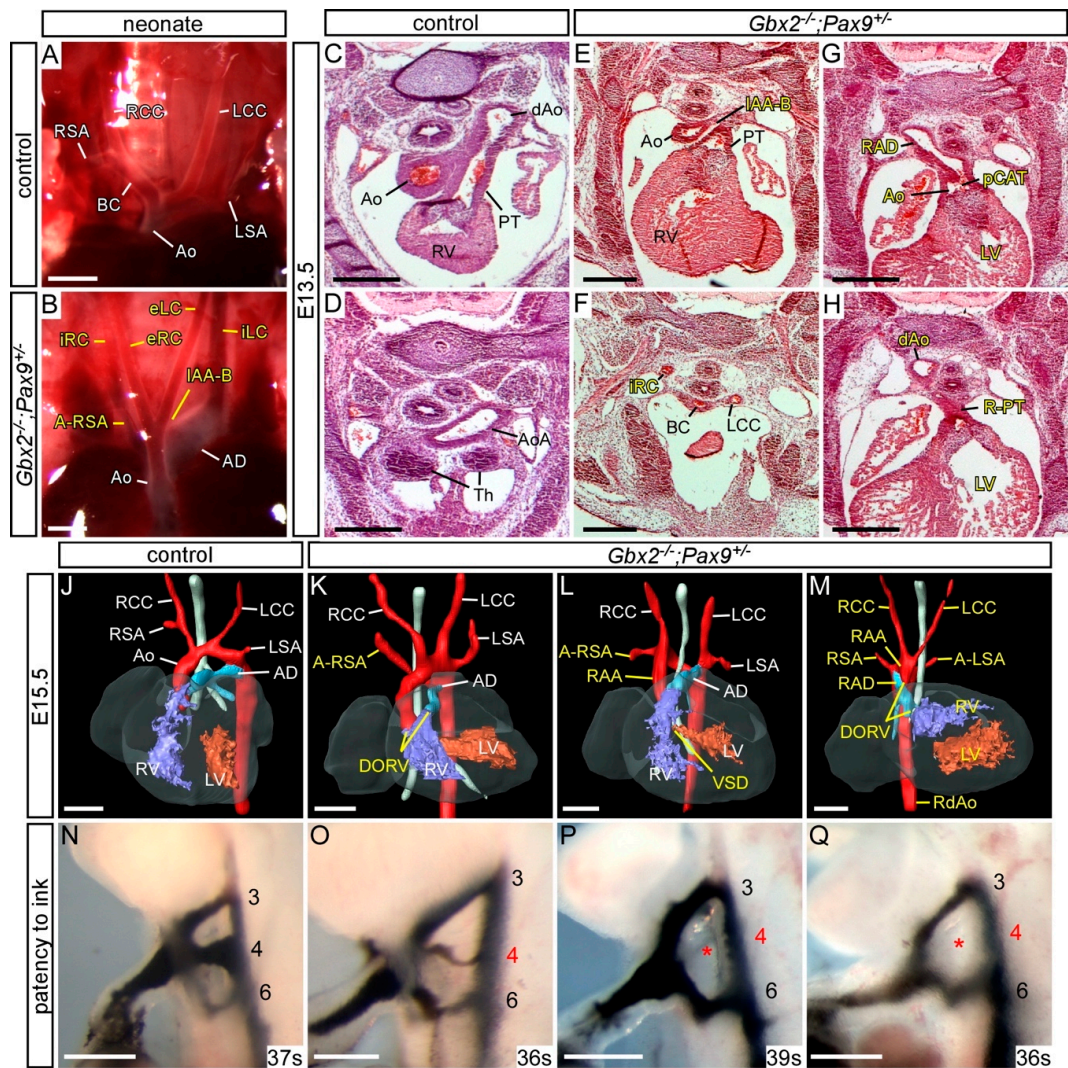 neonate
control
Gbx2-/-;Pax9+/-
control
Gbx2-/-;Pax9+/-
E13.5
A
RCC
LCC
RSA
BC
LSA
Ao
B
eLC
iRC
eRC
iLC
IAA-B
A-RSA
AD
Ao
C
dAo
Ao
PT
RV
D
AoA
Th
E
IAA-B
Ao
PT
RV
F
iRC
BC
LCC
G
RAD
pCAT
Ao
LV
H
dAo
R-PT
LV
control
Gbx2-/-;Pax9+/-
E15.5
J
RCC
LCC
RSA
LSA
Ao
AD
RV
LV
K
RCC
LCC
LSA
A-RSA
AD
DORV
RV
LV
L
RCC
LCC
A-RSA
LSA
RAA
AD
LV
RV
VSD
M
RCC
LCC
RAA
RSA
A-LSA
RAD
RV
DORV
LV
RdAo
patency to ink
N
3
4
6
37s
O
3
4
6
36s
P
3
*
4
6
39s
Q
3
*
4
6
36s